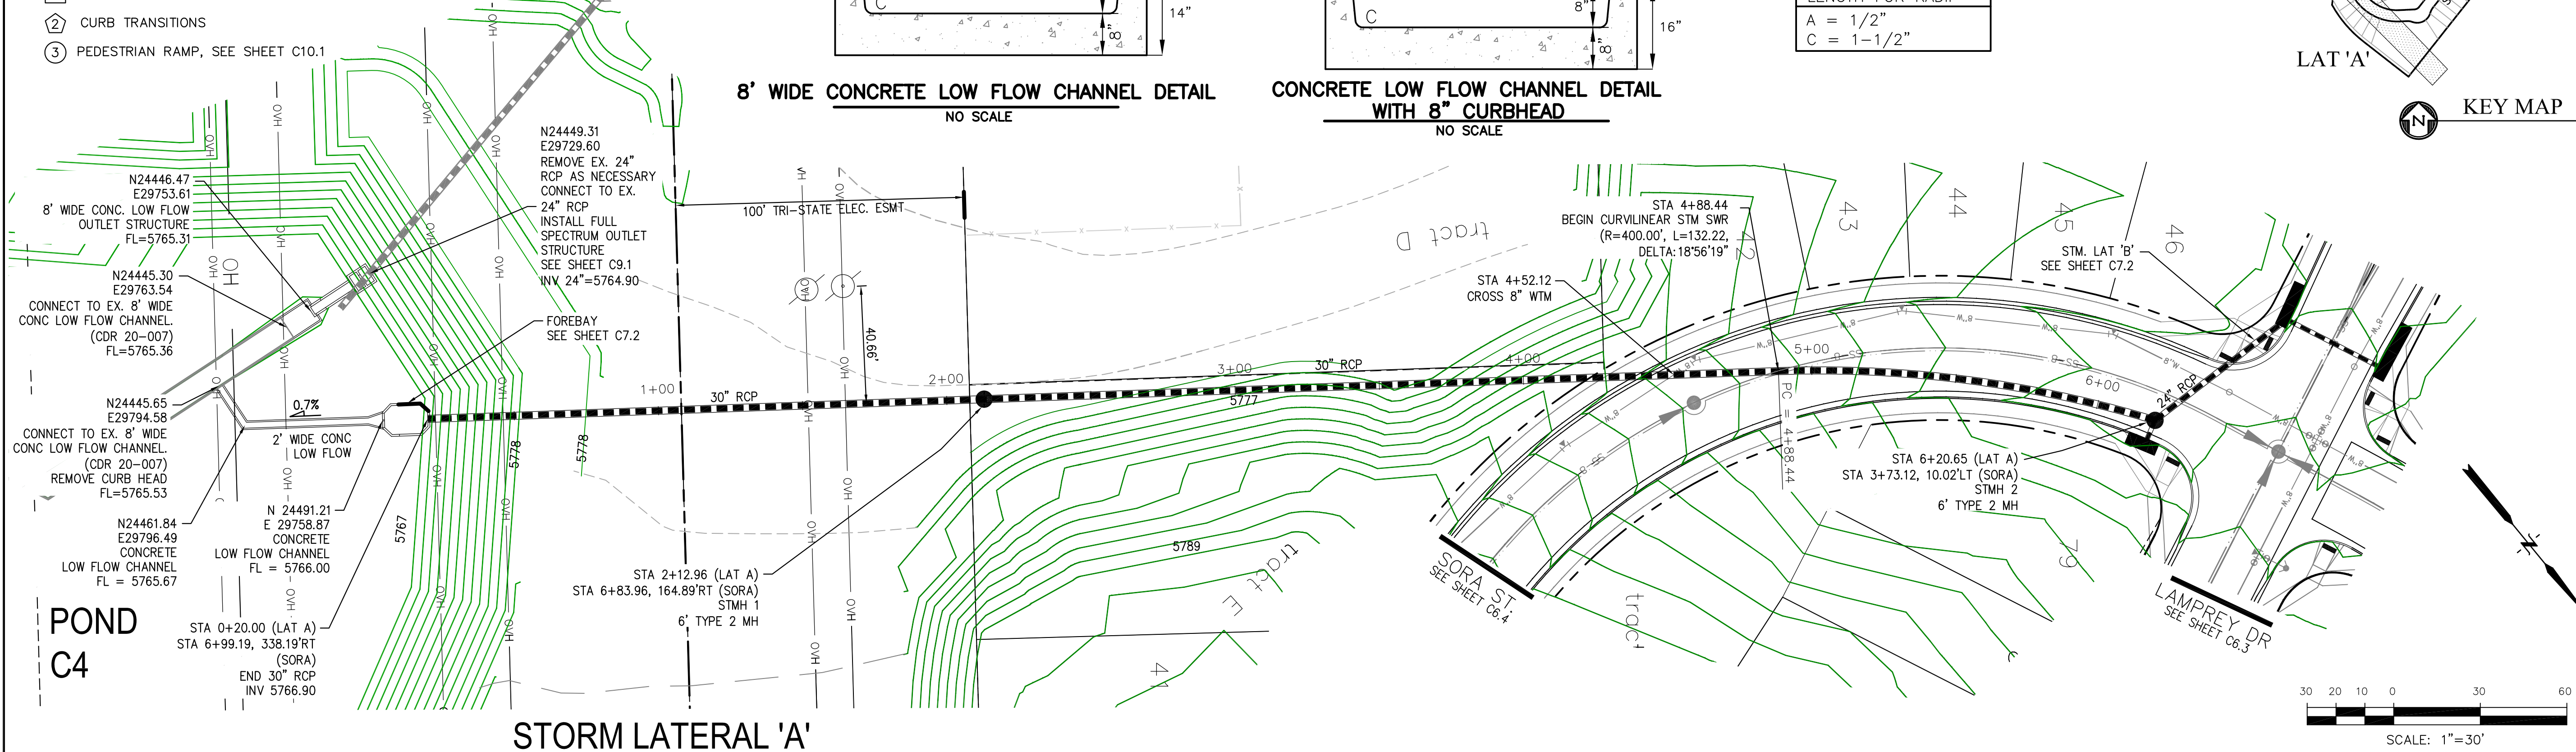 2 CURB TRANSITIONS
3 PEDESTRIAN RAMP, SEE SHEET C10.1
C
8"
14"
8' WIDE CONCRETE LOW FLOW CHANNEL DETAIL
NO SCALE
C
8"
8"
16"
CONCRETE LOW FLOW CHANNEL DETAIL
WITH 8" CURBHEAD
NO SCALE
A = 1/2"
C = 1-1/2"
LAT 'A'
N
KEY MAP
N24446.47
E29753.61
8' WIDE CONC. LOW FLOW
OUTLET STRUCTURE
FL=5765.31
N24445.30
E29763.54
CONNECT TO EX. 8' WIDE
CONC LOW FLOW CHANNEL.
(CDR 20-007)
FL=5765.36
N24445.65
E29794.58
CONNECT TO EX. 8' WIDE
CONC LOW FLOW CHANNEL.
(CDR 20-007)
REMOVE CURB HEAD
FL=5765.53
N24461.84
E29796.49
CONCRETE
LOW FLOW CHANNEL
FL = 5765.67
N 24491.21
E 29758.87
CONCRETE
LOW FLOW CHANNEL
FL = 5766.00
0.7%
2' WIDE CONC
LOW FLOW
STA 0+20.00 (LAT A)
STA 6+99.19, 338.19'RT
(SORA)
END 30" RCP
INV 5766.90
POND
C4
N24449.31
E29729.60
REMOVE EX. 24"
RCP AS NECESSARY
CONNECT TO EX.
24" RCP
INSTALL FULL
SPECTRUM OUTLET
STRUCTURE
SEE SHEET C9.1
INV 24"=5764.90
FOREBAY
SEE SHEET C7.2
5767
5778
5778
OVH
OVH
OVH
OVH
OH
100' TRI-STATE ELEC. ESMT
40.66'
1+00
30" RCP
2+00
3+00
5777
30" RCP
4+00
5+00
6+00
STA 2+12.96 (LAT A)
STA 6+83.96, 164.89'RT (SORA)
STMH 1
6' TYPE 2 MH
5789
tract D
tract E
tract
41
42
43
44
45
46
79
STA 4+88.44
BEGIN CURVILINEAR STM SWR
(R=400.00', L=132.22,
DELTA:18°56'19"
STA 4+52.12
CROSS 8" WTM
PC = 4+88.44
8"W
SS-8
STM. LAT 'B'
SEE SHEET C7.2
24" RCP
STA 6+20.65 (LAT A)
STA 3+73.12, 10.02'LT (SORA)
STMH 2
6' TYPE 2 MH
SORA ST.
SEE SHEET C6.4
LAMPREY DR
SEE SHEET C6.3
N
30 20 10 0 30 60
SCALE: 1"=30'
STORM LATERAL 'A'